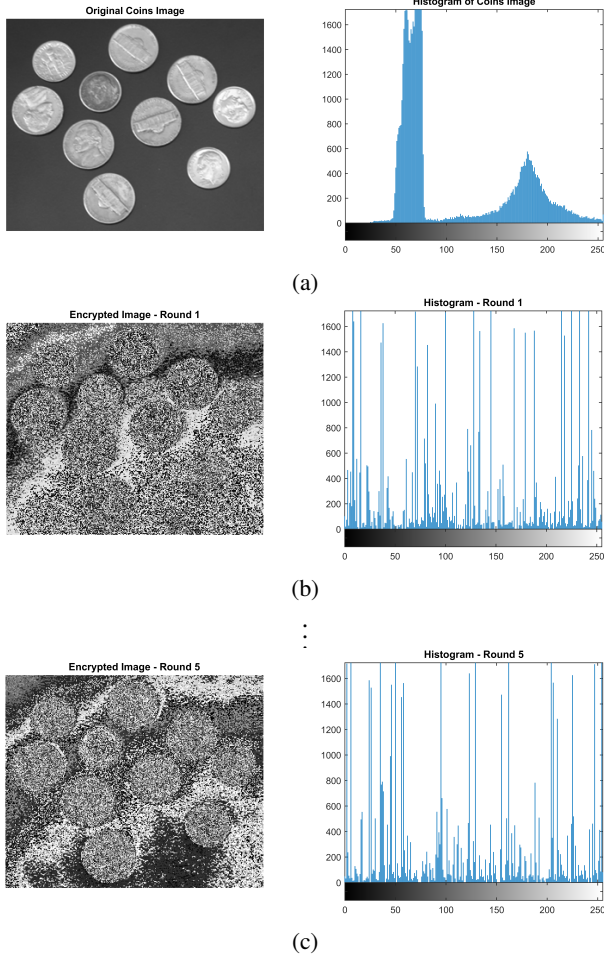 Original Coins Image
Histogram of Coins Image
1600
1400
1200
1000
800
600
400
200
0
0 50 100 150 200 250
(a)
Encrypted Image - Round 1
Histogram - Round 1
1600
1400
1200
1000
800
600
400
200
0
0 50 100 150 200 250
(b)
Encrypted Image - Round 5
Histogram - Round 5
1600
1400
1200
1000
800
600
400
200
0
0 50 100 150 200 250
(c)